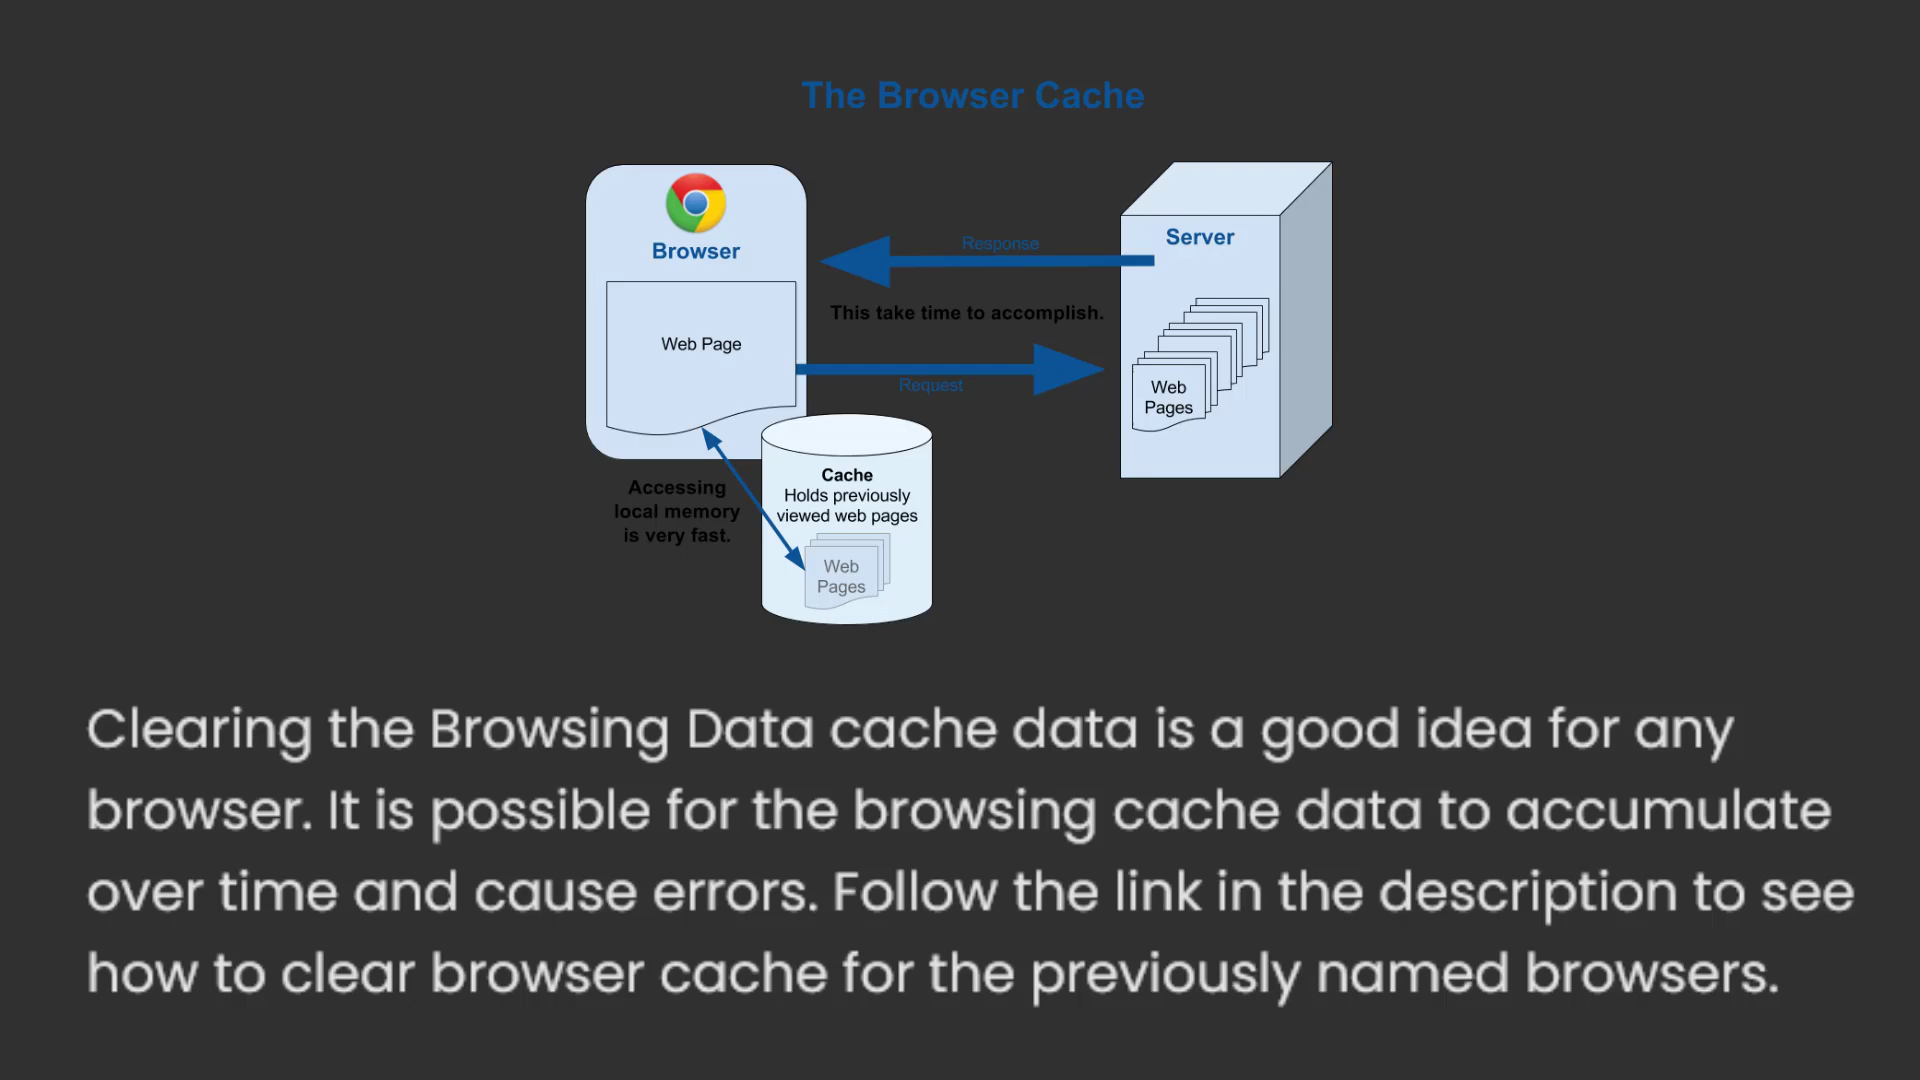 The Browser Cache
Browser
Web Page
Response
This take time to accomplish.
Request
Server
Web
Pages
Accessing
local memory
is very fast.
Cache
Holds previously
viewed web pages
Web
Pages
Clearing the Browsing Data cache data is a good idea for any
browser. It is possible for the browsing cache data to accumulate
over time and cause errors. Follow the link in the description to see
how to clear browser cache for the previously named browsers.